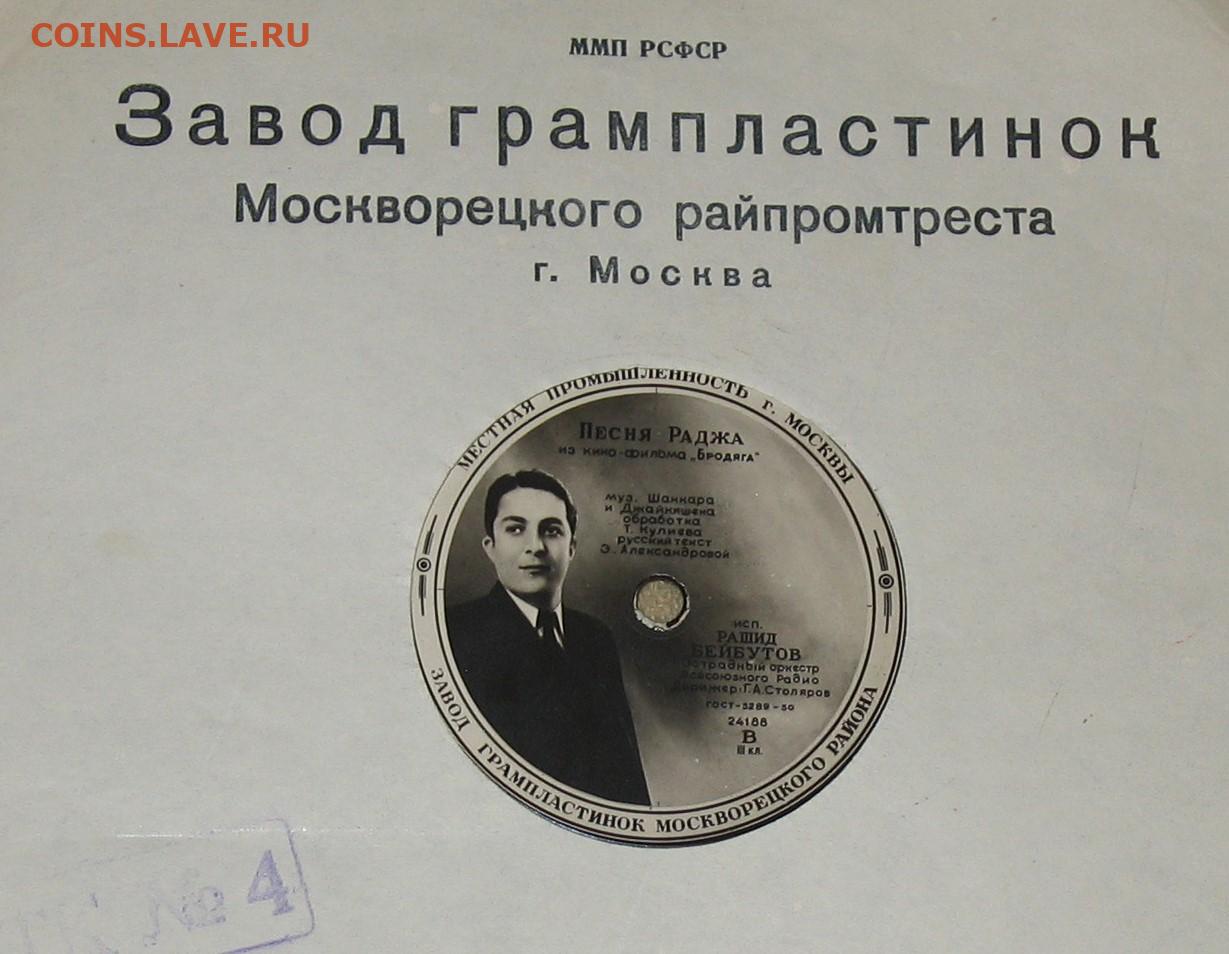 COINS.LAVE.RU
ММП РСФСР
Завод грампластинок
Москворецкого райпромтреста
г. Москва
МЕСТНАЯ ПРОМЫШЛЕННОСТЬ г. МОСКВЫ
ПЕСНЯ РАДЖА
ИЗ КИНО-ФИЛЬМА „БРОДЯГА"
муз. Шанкара
и Джайкишена
обработка
Т. Кулиева
русский текст
Э. Александровой
исп.
РАШИД
БЕЙБУТОВ
Эстрадный оркестр
Всесоюзного Радио
Дирижер: Г.А.Столяров
ГОСТ-5289-50
24188
В
III кл.
ЗАВОД ГРАМПЛАСТИНОК МОСКВОРЕЦКОГО РАЙОНА
№ 4